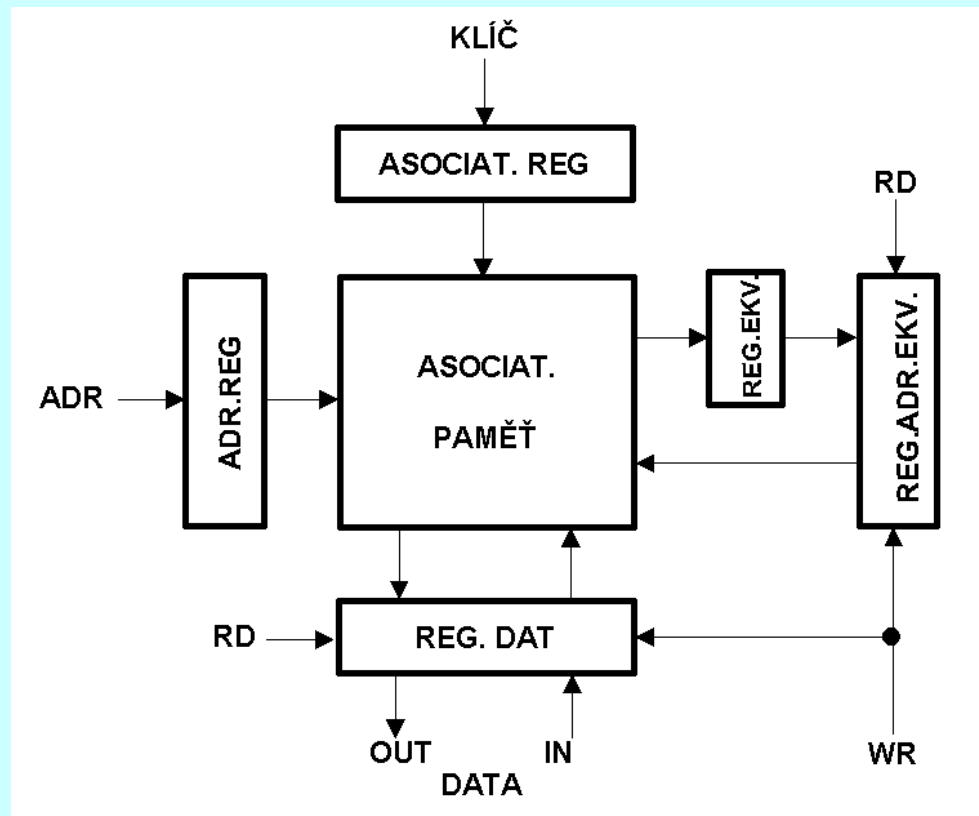 KLÍČ
ASOCIAT. REG
RD
ADR
ADR.REG
ASOCIAT.
PAMĚŤ
REG.EKV.
REG.ADR.EKV.
RD
REG. DAT
OUT
IN
DATA
WR